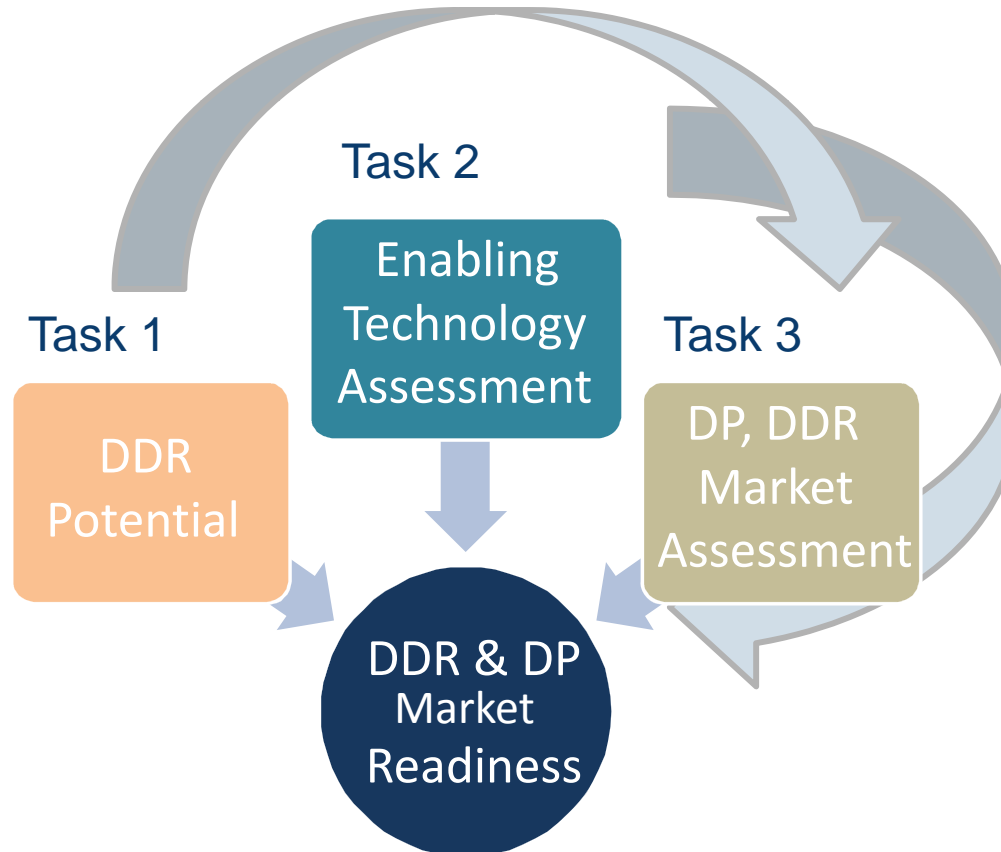 Task 1
DDR
Potential
Task 2
Enabling
Technology
Assessment
Task 3
DP, DDR
Market
Assessment
DDR & DP
Market
Readiness